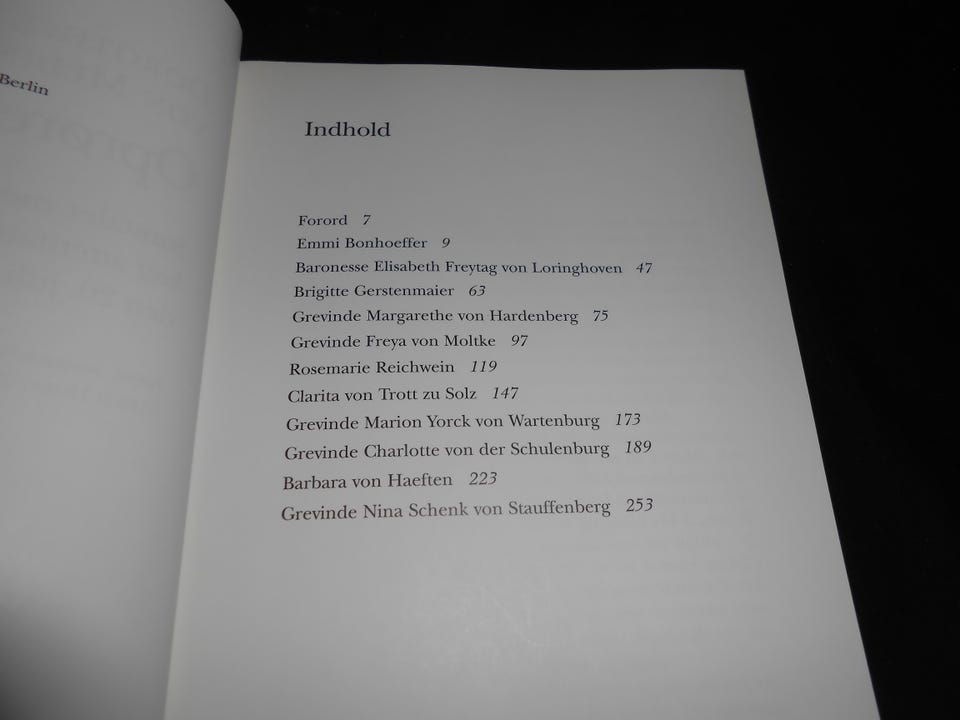 Berlin
Indhold
Forord 7
Emmi Bonhoeffer 9
Baronesse Elisabeth Freytag von Loringhoven 47
Brigitte Gerstenmaier 63
Grevinde Margarethe von Hardenberg 75
Grevinde Freya von Moltke 97
Rosemarie Reichwein 119
Clarita von Trott zu Solz 147
Grevinde Marion Yorck von Wartenburg 173
Grevinde Charlotte von der Schulenburg 189
Barbara von Haeften 223
Grevinde Nina Schenk von Stauffenberg 253